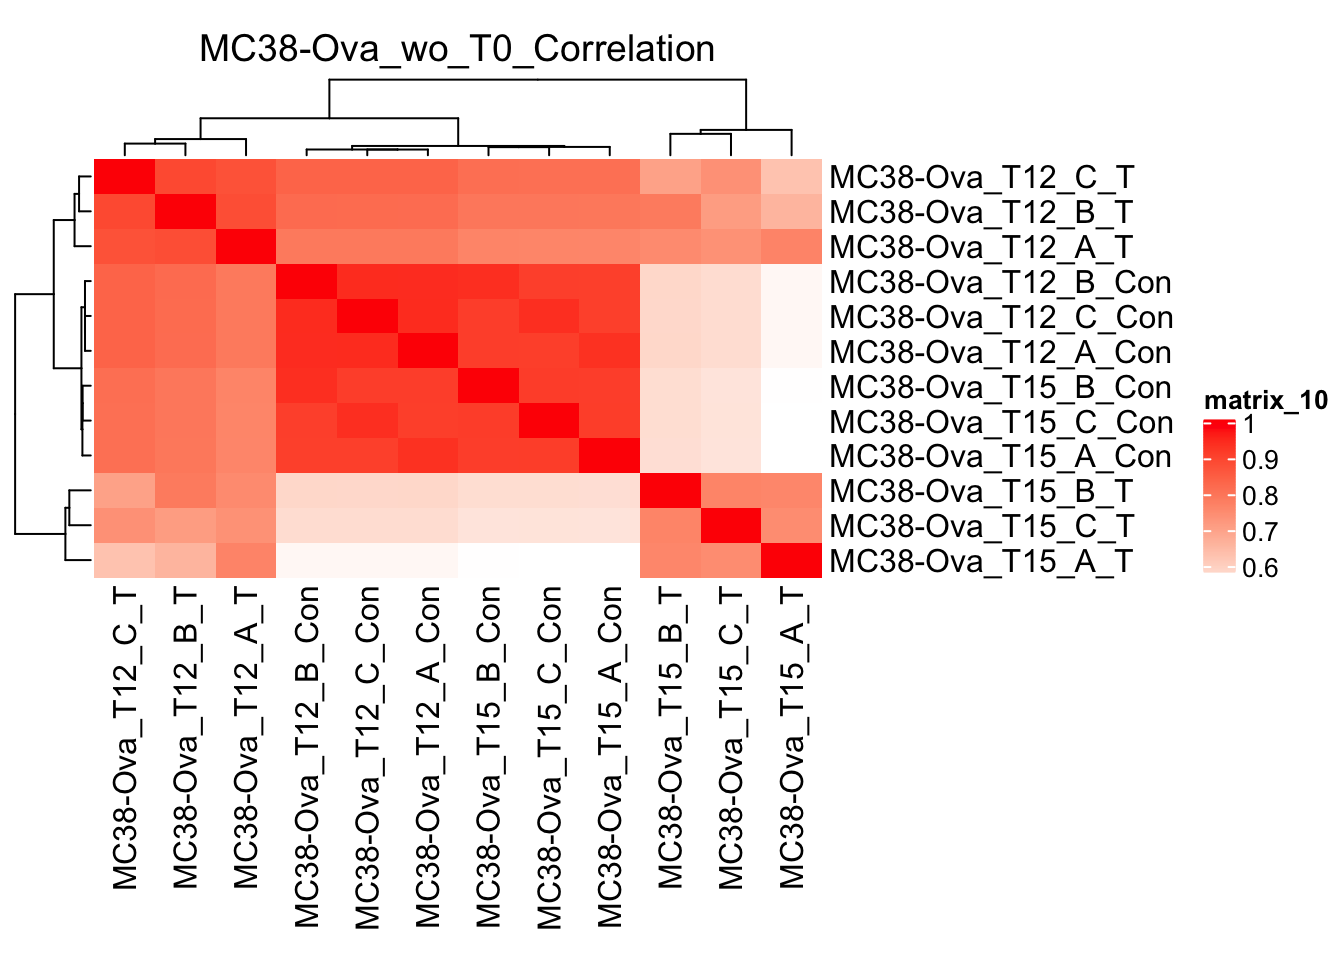 MC38-Ova_wo_T0_Correlation
MC38-Ova_T12_C_T
MC38-Ova_T12_B_T
MC38-Ova_T12_A_T
MC38-Ova_T12_B_Con
MC38-Ova_T12_C_Con
MC38-Ova_T12_A_Con
MC38-Ova_T15_B_Con
MC38-Ova_T15_C_Con
MC38-Ova_T15_A_Con
MC38-Ova_T15_B_T
MC38-Ova_T15_C_T
MC38-Ova_T15_A_T
matrix_10
1
0.9
0.8
0.7
0.6
MC38-Ova_T12_C_T
MC38-Ova_T12_B_T
MC38-Ova_T12_A_T
MC38-Ova_T12_B_Con
MC38-Ova_T12_C_Con
MC38-Ova_T12_A_Con
MC38-Ova_T15_B_Con
MC38-Ova_T15_C_Con
MC38-Ova_T15_A_Con
MC38-Ova_T15_B_T
MC38-Ova_T15_C_T
MC38-Ova_T15_A_T